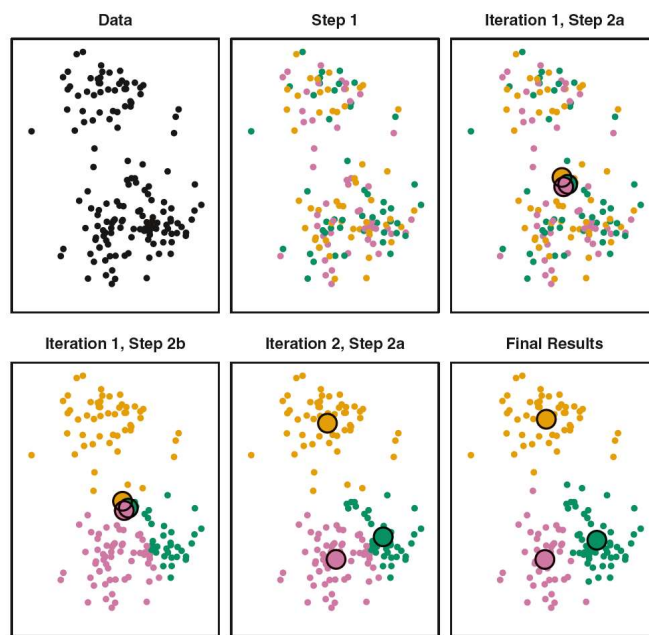 Data
Step 1
Iteration 1, Step 2a
Iteration 1, Step 2b
Iteration 2, Step 2a
Final Results